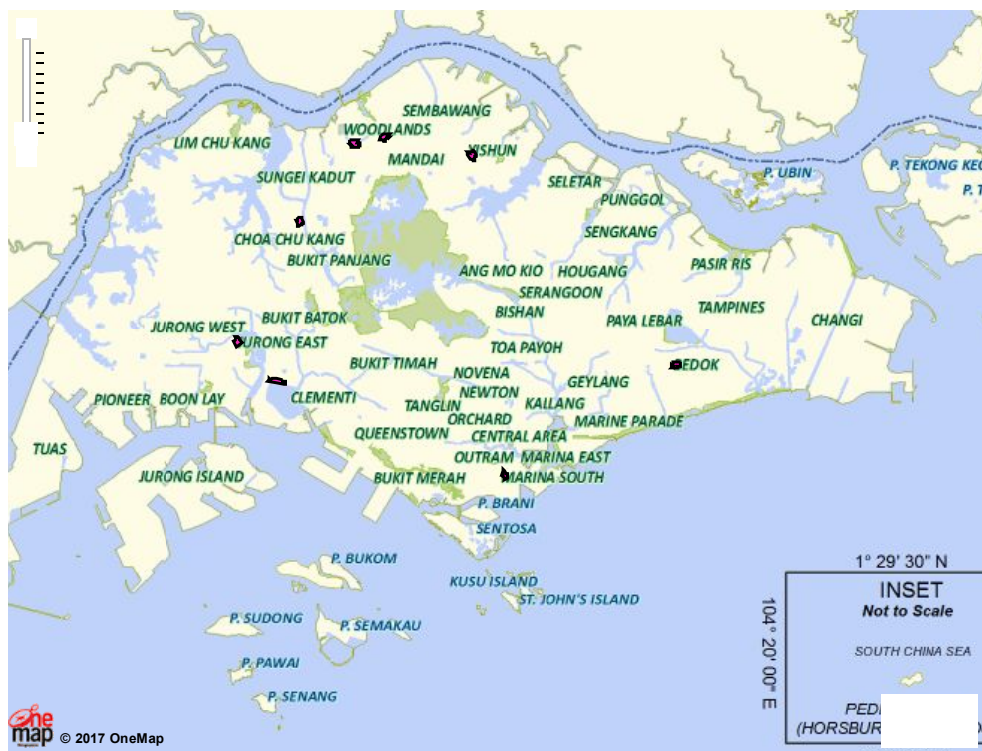 SEMBAWANG
WOODLANDS
LIM CHU KANG
YISHUN
MANDAI
P. UBIN
P. TEKONG
SUNGEI KADUT
SELETAR
PUNGGOL
SENGKANG
CHOA CHU KANG
BUKIT PANJANG
ANG MO KIO
HOUGANG
PASIR RIS
SERANGOON
BISHAN
TAMPINES
BUKIT BATOK
PAYA LEBAR
CHANGI
JURONG WEST
JURONG EAST
TOA PAYOH
BUKIT TIMAH
BEDOK
NOVENA
GEYLANG
NEWTON
PIONEER
BOON LAY
CLEMENTI
TANGLIN
KALLANG
ORCHARD
MARINE PARADE
QUEENSTOWN
CENTRAL AREA
TUAS
OUTRAM
MARINA EAST
JURONG ISLAND
BUKIT MERAH
MARINA SOUTH
P. BRANI
SENTOSA
P. BUKOM
KUSU ISLAND
ST. JOHN'S ISLAND
P. SUDONG
P. SEMAKAU
P. PAWAI
P. SENANG
1° 29' 30" N
104° 20' 00" E
INSET
Not to Scale
SOUTH CHINA SEA
PED
(HORSBUR
One
map
© 2017 OneMap